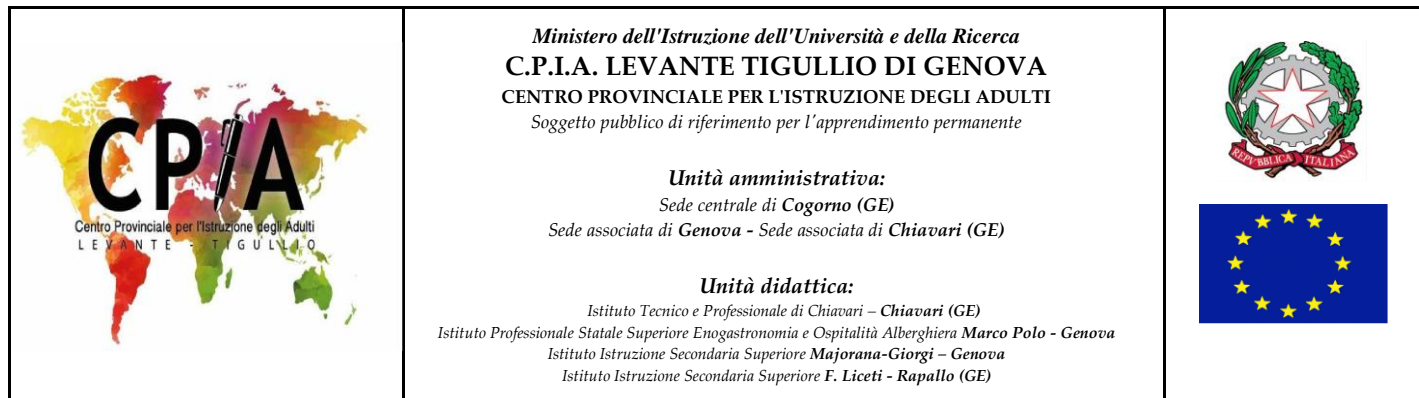 CPIA
Centro Provinciale per l'Istruzione degli Adulti
LEVANTE - TIGULLIO
Ministero dell'Istruzione dell'Università e della Ricerca
C.P.I.A. LEVANTE TIGULLIO DI GENOVA
CENTRO PROVINCIALE PER L'ISTRUZIONE DEGLI ADULTI
Soggetto pubblico di riferimento per l'apprendimento permanente
Unità amministrativa:
Sede centrale di Cogorno (GE)
Sede associata di Genova - Sede associata di Chiavari (GE)
Unità didattica:
Istituto Tecnico e Professionale di Chiavari – Chiavari (GE)
Istituto Professionale Statale Superiore Enogastronomia e Ospitalità Alberghiera Marco Polo - Genova
Istituto Istruzione Secondaria Superiore Majorana-Giorgi – Genova
Istituto Istruzione Secondaria Superiore F. Liceti - Rapallo (GE)
REPVBBLICA ITALIANA